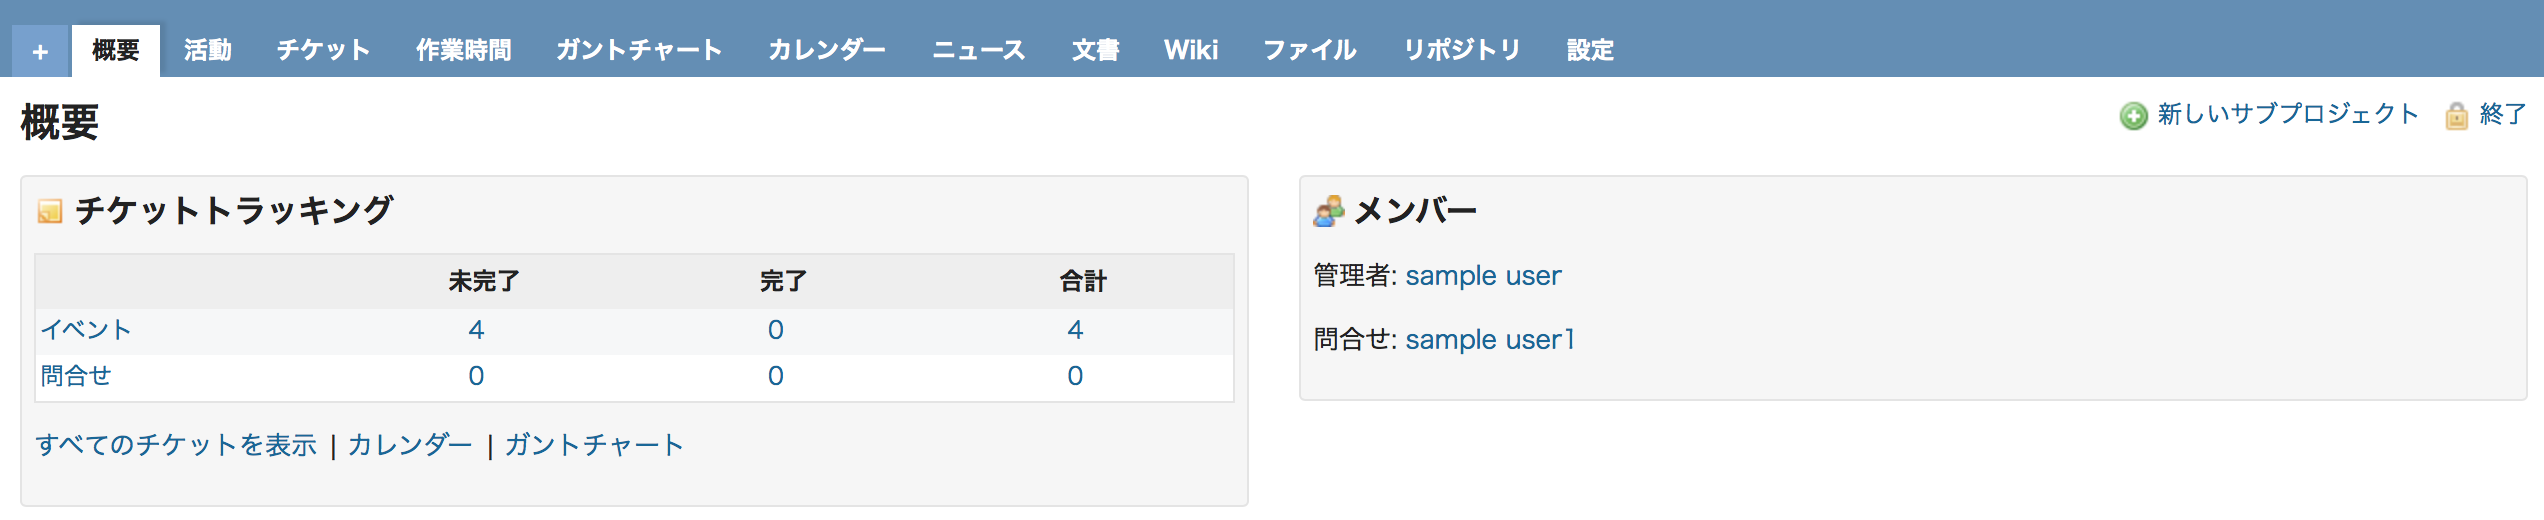 + 概要 活動 チケット 作業時間 ガントチャート カレンダー ニュース 文書 Wiki ファイル リポジトリ 設定
概要
新しいサブプロジェクト 終了
チケットトラッキング
未完了 完了 合計
イベント 4 0 4
問合せ 0 0 0
すべてのチケットを表示 | カレンダー | ガントチャート
メンバー
管理者: sample user
問合せ: sample user1